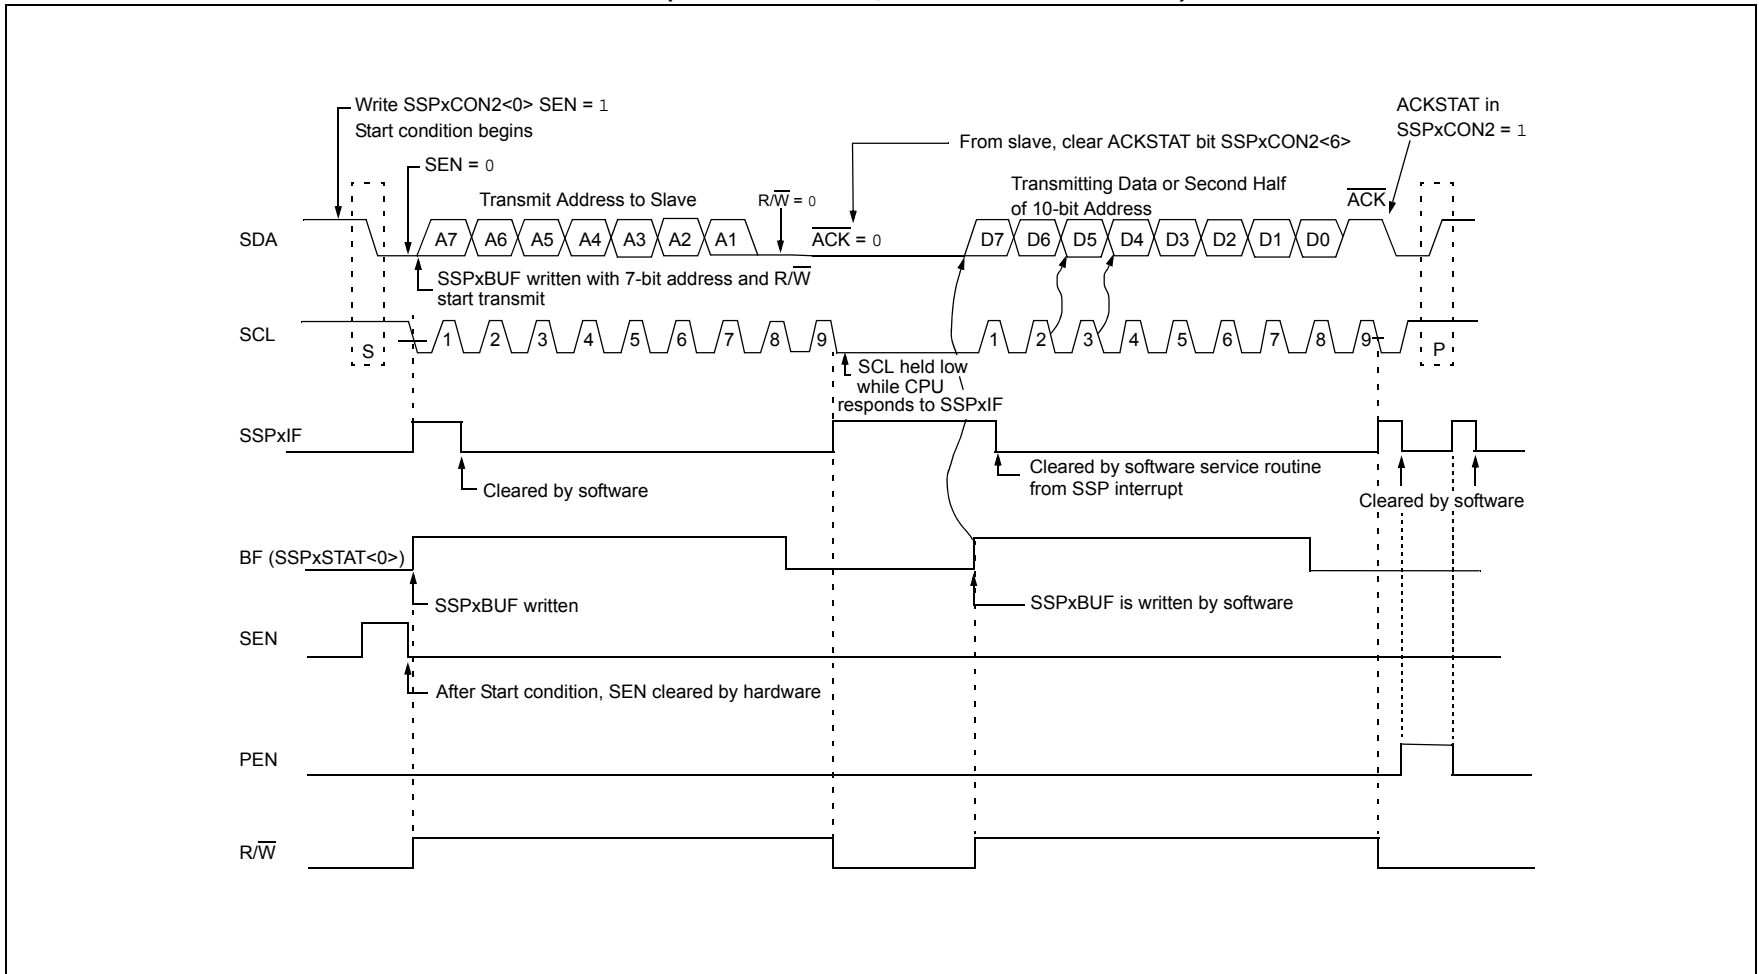 Write SSPxCON2<0> SEN = 1
Start condition begins
SEN = 0
Transmit Address to Slave
R/W = 0
From slave, clear ACKSTAT bit SSPxCON2<6>
Transmitting Data or Second Half
of 10-bit Address
ACK
ACKSTAT in
SSPxCON2 = 1
SDA
A7 A6 A5 A4 A3 A2 A1
ACK = 0
D7 D6 D5 D4 D3 D2 D1 D0
SSPxBUF written with 7-bit address and R/W
start transmit
SCL
S
1 2 3 4 5 6 7 8 9
1 2 3 4 5 6 7 8 9
P
SCL held low
while CPU
responds to SSPxIF
SSPxIF
Cleared by software
Cleared by software service routine
from SSP interrupt
Cleared by software
BF (SSPxSTAT<0>)
SSPxBUF written
SSPxBUF is written by software
SEN
After Start condition, SEN cleared by hardware
PEN
R/W